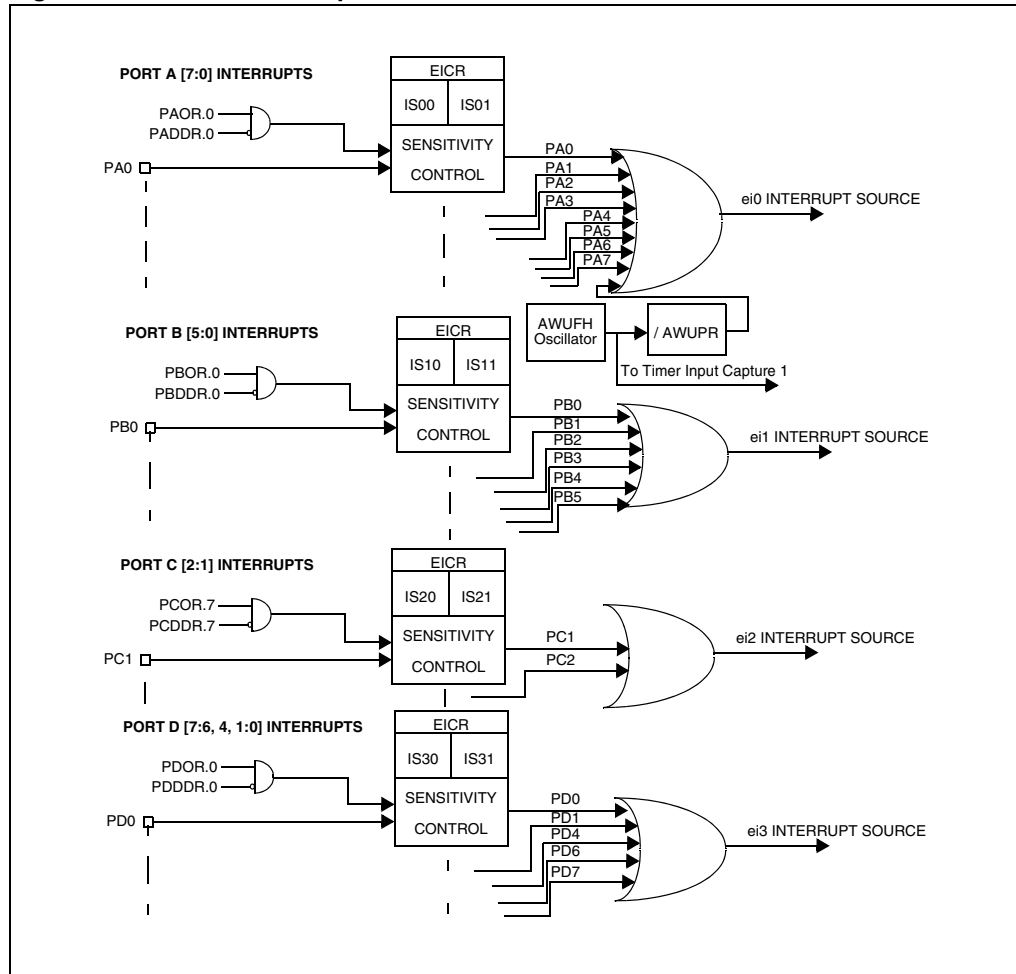 PORT A [7:0] INTERRUPTS
EICR
IS00 IS01
PAOR.0
PADDR.0
SENSITIVITY
CONTROL
PA0
PA0
PA1
PA2
PA3
PA4
PA5
PA6
PA7
ei0 INTERRUPT SOURCE
AWUFH
Oscillator
/ AWUPR
To Timer Input Capture 1
PORT B [5:0] INTERRUPTS
EICR
IS10 IS11
PBOR.0
PBDDR.0
SENSITIVITY
CONTROL
PB0
PB0
PB1
PB2
PB3
PB4
PB5
ei1 INTERRUPT SOURCE
PORT C [2:1] INTERRUPTS
EICR
IS20 IS21
PCOR.7
PCDDR.7
SENSITIVITY
CONTROL
PC1
PC1
PC2
ei2 INTERRUPT SOURCE
PORT D [7:6, 4, 1:0] INTERRUPTS
EICR
IS30 IS31
PDOR.0
PDDDR.0
SENSITIVITY
CONTROL
PD0
PD0
PD1
PD4
PD6
PD7
ei3 INTERRUPT SOURCE